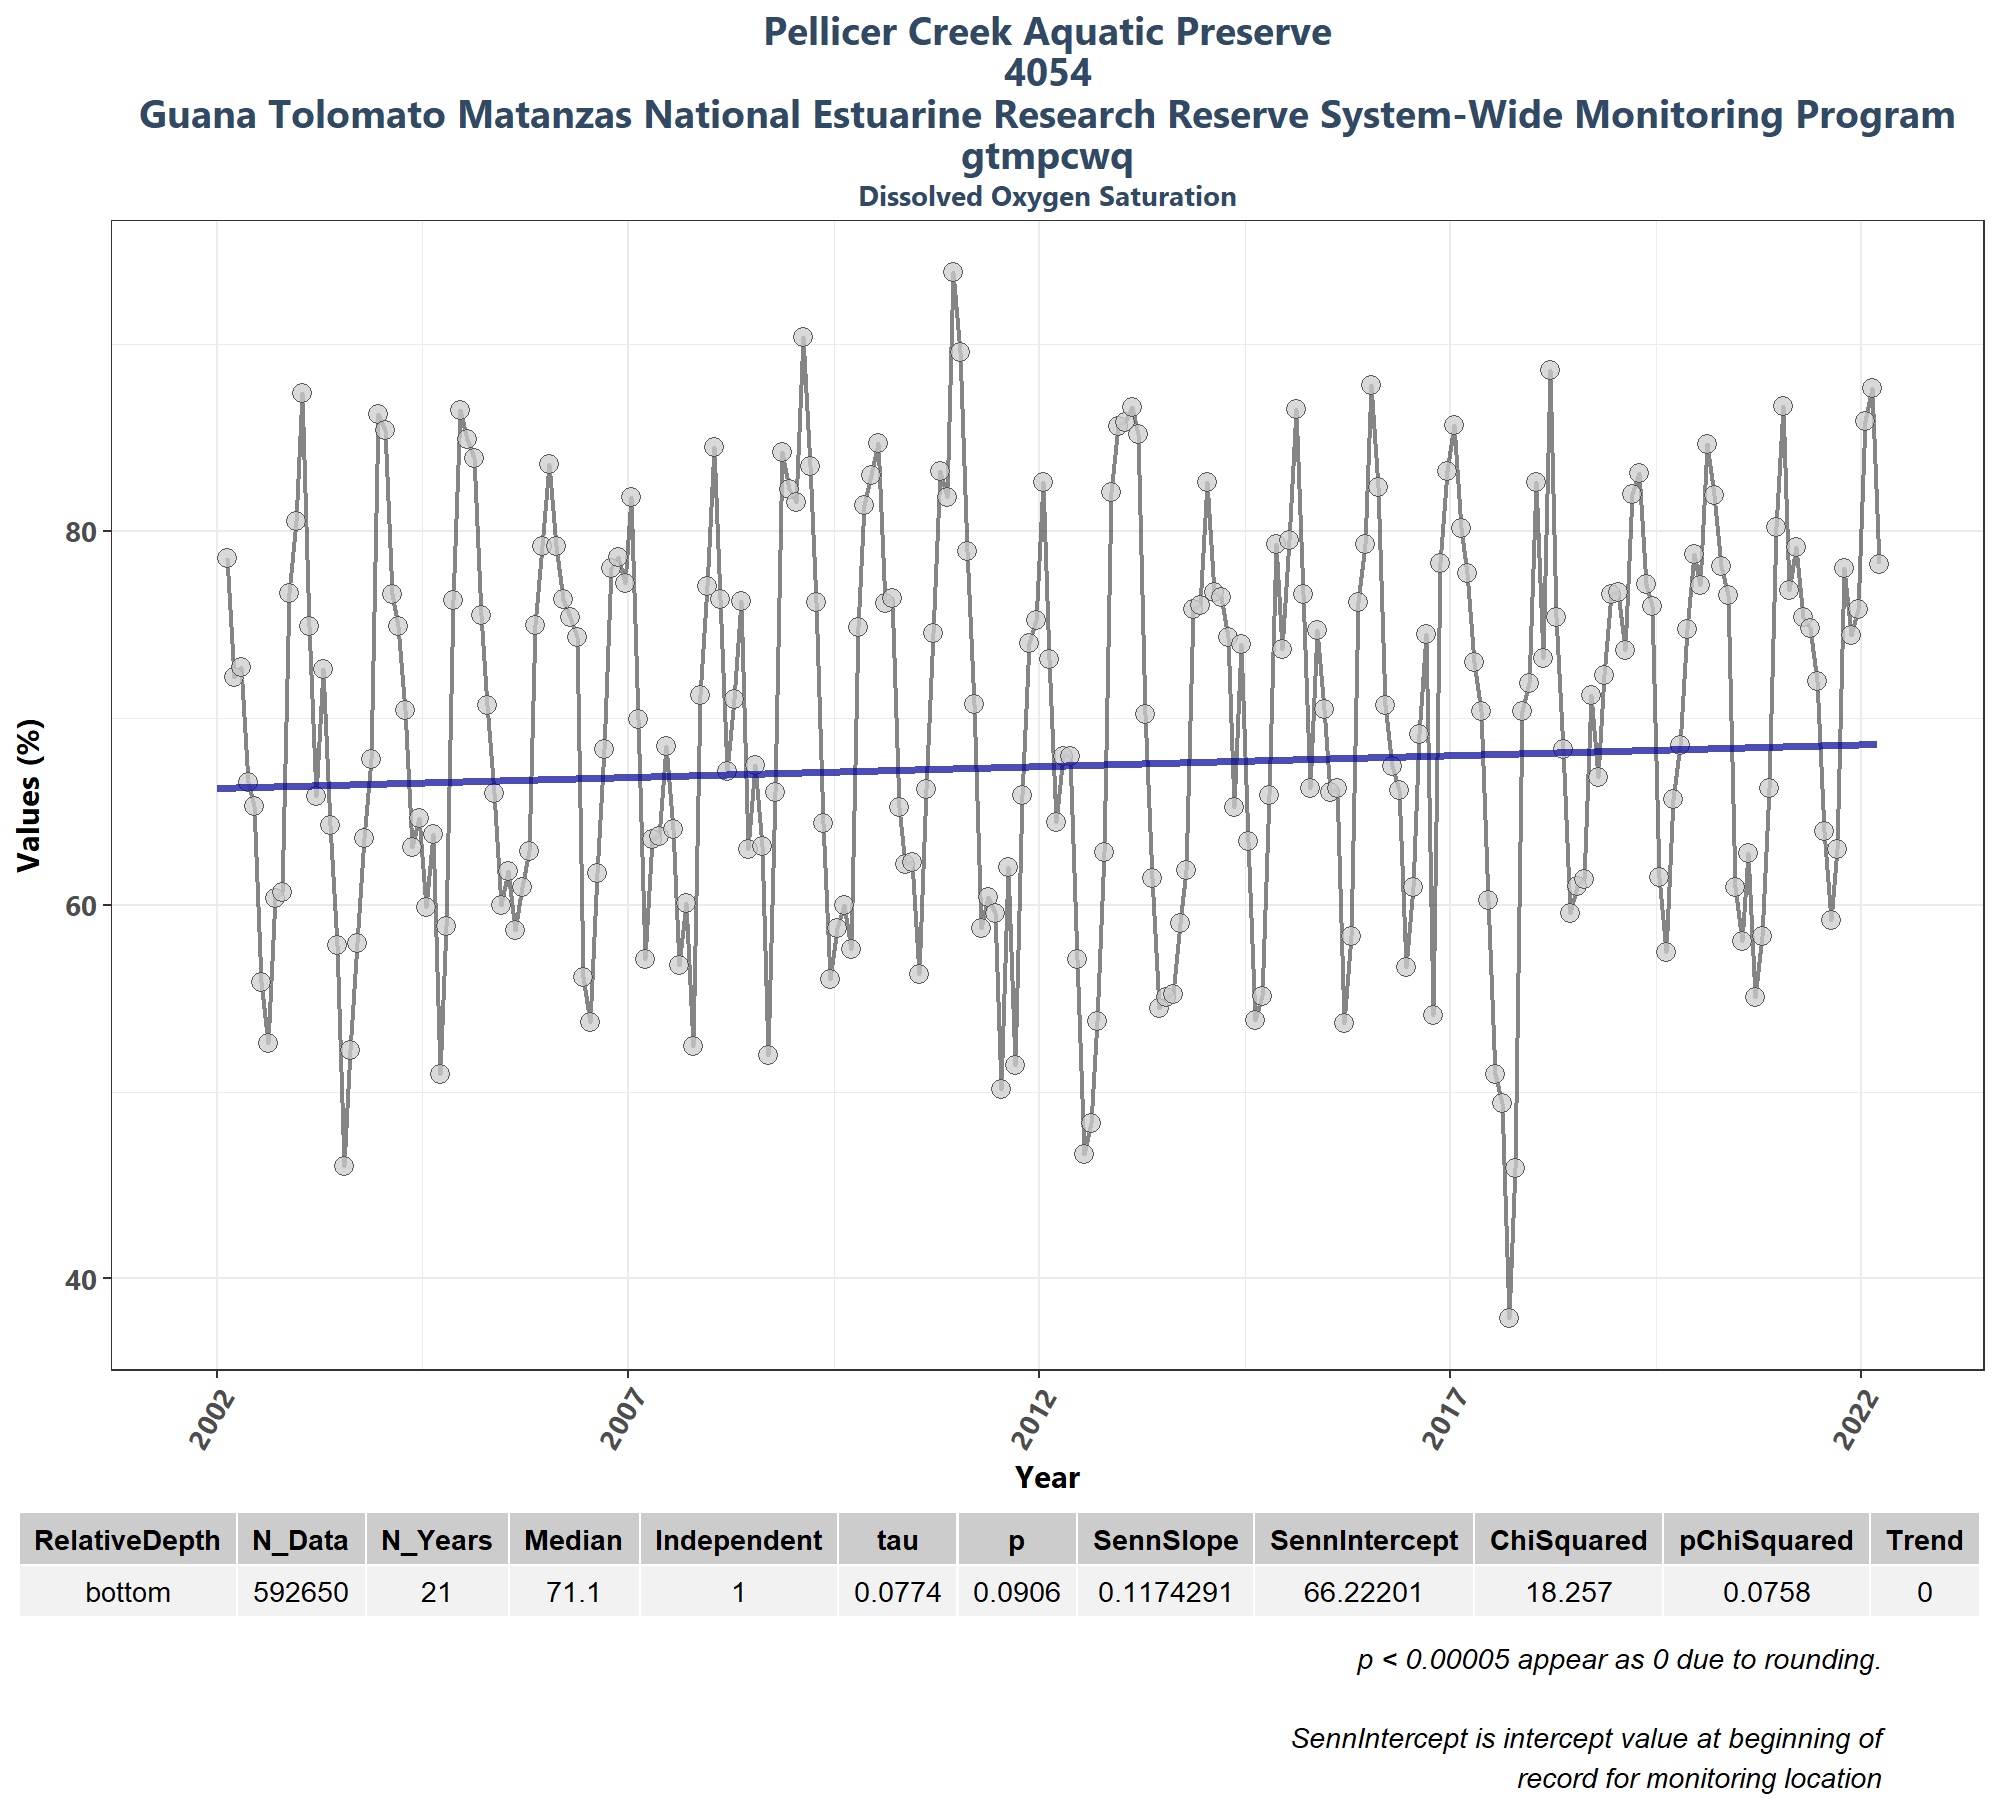 Pellicer Creek Aquatic Preserve
4054
Guana Tolomato Matanzas National Estuarine Research Reserve System-Wide Monitoring Program
gtmpcwq
Dissolved Oxygen Saturation
Values (%)
80
60
40
2002
2007
2012
2017
2022
Year
RelativeDepth N_Data N_Years Median Independent tau p SennSlope SennIntercept ChiSquared pChiSquared Trend
bottom 592650 21 71.1 1 0.0774 0.0906 0.1174291 66.22201 18.257 0.0758 0
p < 0.00005 appear as 0 due to rounding.
SennIntercept is intercept value at beginning of
record for monitoring location